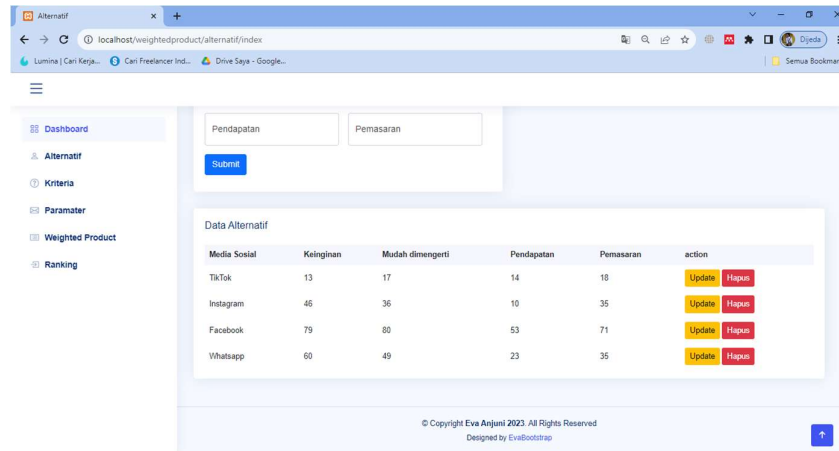 Alternatif
localhost/weightedproduct/alternatif/index
Dijeda
Lumina | Cari Kerja... Cari Freelancer Ind... Drive Saya - Google...
Semua Bookmar
Dashboard
Alternatif
Kriteria
Paramater
Weighted Product
Ranking
Pendapatan Pemasaran
Submit
Data Alternatif
Media Sosial Keinginan Mudah dimengerti Pendapatan Pemasaran action
TikTok 13 17 14 18 Update Hapus
Instagram 46 36 10 35 Update Hapus
Facebook 79 80 53 71 Update Hapus
Whatsapp 60 49 23 35 Update Hapus
© Copyright Eva Anjuni 2023. All Rights Reserved
Designed by EvaBootstrap